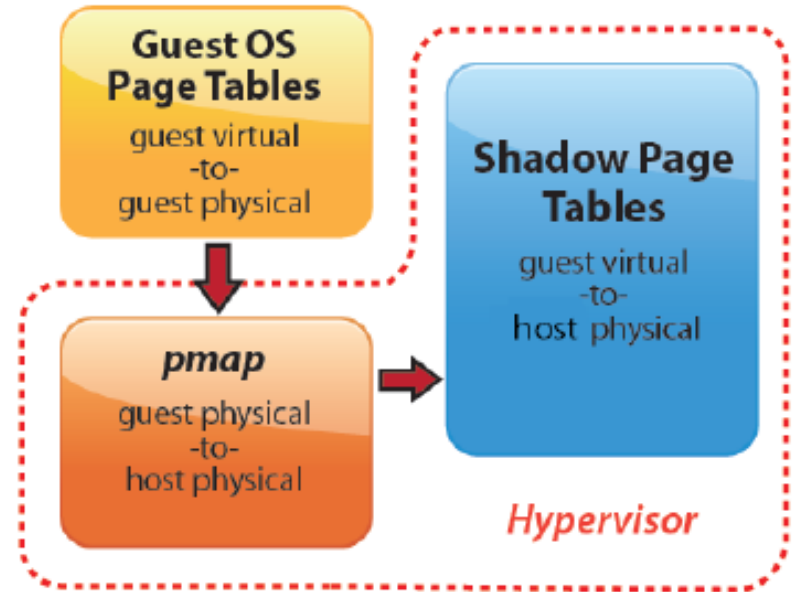 Guest OS
Page Tables
guest virtual
-to-
guest physical
Shadow Page
Tables
guest virtual
-to-
host physical
pmap
guest physical
-to-
host physical
Hypervisor